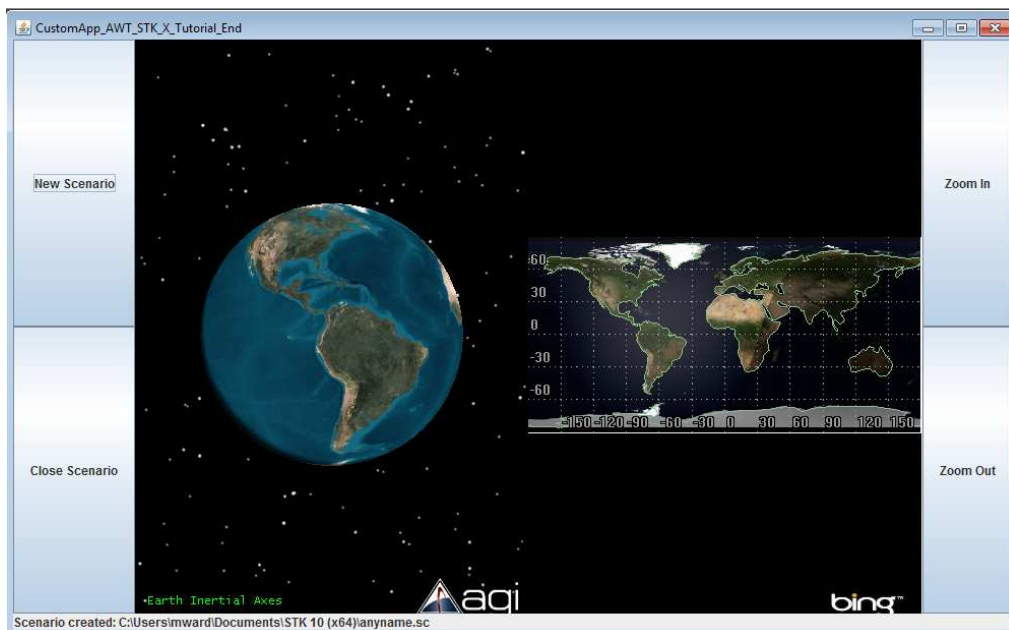 CustomApp_AWT_STK_X_Tutorial_End
New Scenario
Close Scenario
Zoom In
Zoom Out
60
30
0
-30
-60
-150 -120 -90 -60 -30 0 30 60 90 120 150
Earth Inertial Axes
agi
bing™
Scenario created: C:\Users\mward\Documents\STK 10 (x64)\anyname.sc